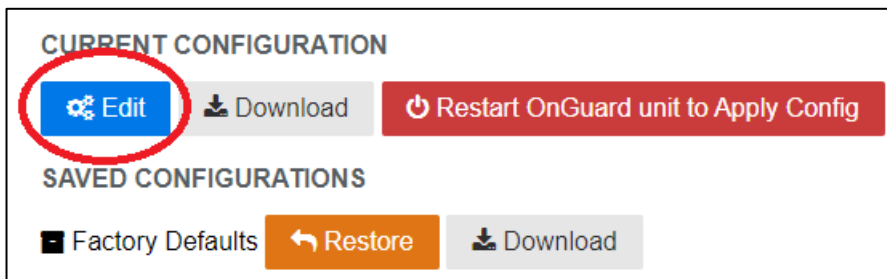 CURRENT CONFIGURATION
Edit Download Restart OnGuard unit to Apply Config
SAVED CONFIGURATIONS
Factory Defaults Restore Download